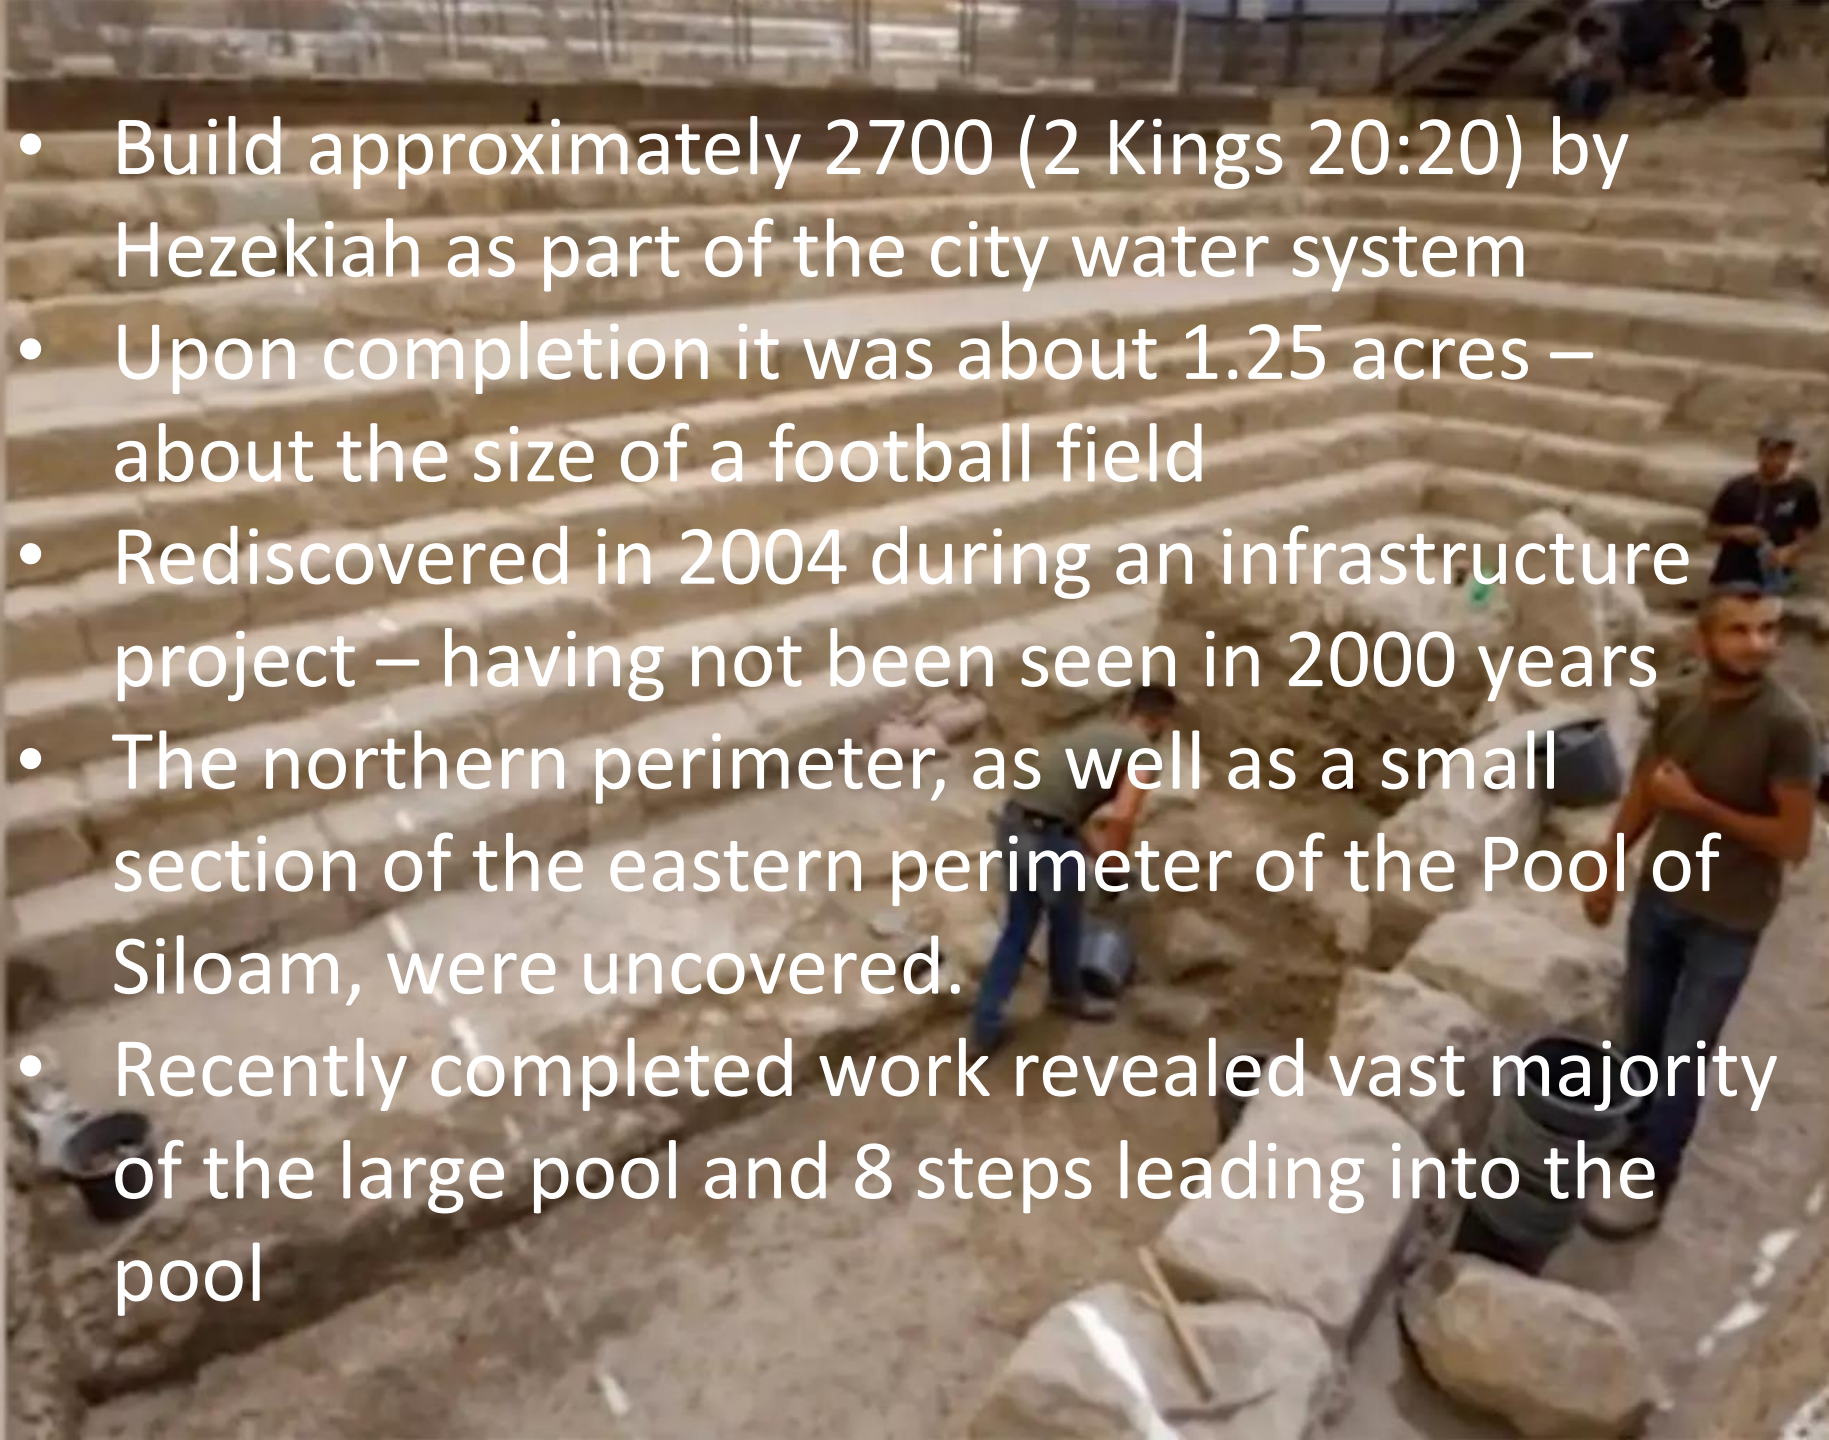 • Build approximately 2700 (2 Kings 20:20) by
Hezekiah as part of the city water system
• Upon completion it was about 1.25 acres –
about the size of a football field
• Rediscovered in 2004 during an infrastructure
project – having not been seen in 2000 years
• The northern perimeter, as well as a small
section of the eastern perimeter of the Pool of
Siloam, were uncovered.
• Recently completed work revealed vast majority
of the large pool and 8 steps leading into the
pool